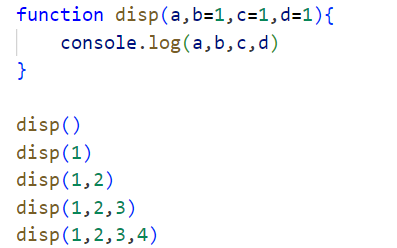 function disp(a,b=1,c=1,d=1){
    console.log(a,b,c,d)
}
disp()
disp(1)
disp(1,2)
disp(1,2,3)
disp(1,2,3,4)